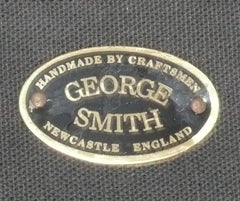 HANDMADE BY CRAFTSMEN
GEORGE
SMITH
NEWCASTLE ENGLAND